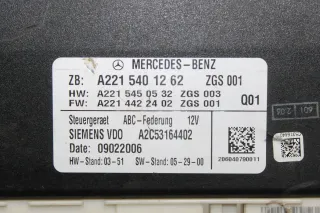 MERCEDES-BENZ
ZB: A221 540 12 62 ZGS 001
HW: A221 545 05 32 ZGS 003
FW: A221 442 24 02 ZGS 001 Q01
Steuergeraet ABC-Federung 12V
SIEMENS VDO A2C53164402
Date: 09022006
HW-Stand: 03-51 SW-Stand: 05-29-00
Z00040790011